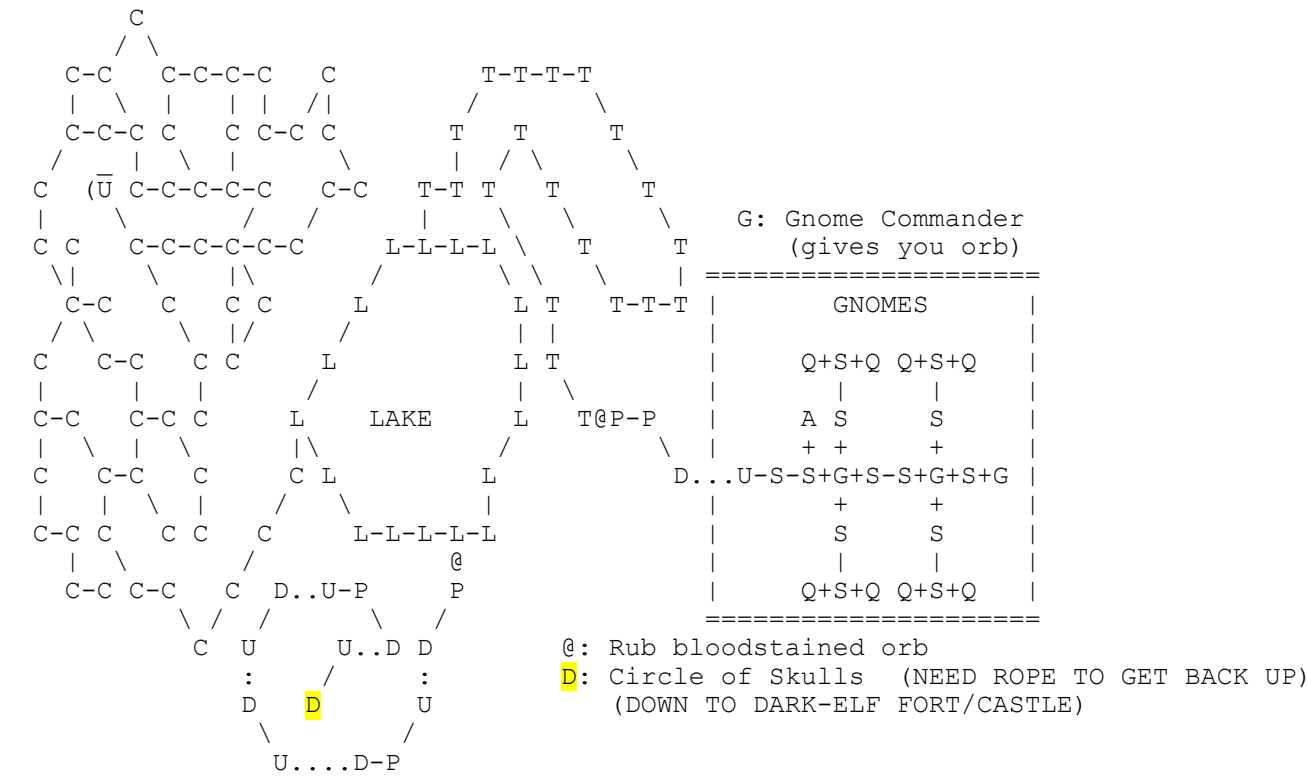 C
      / \
  C-C   C-C-C-C   C         T-T-T-T
  |  \  |   | |  /|        /       \
  C-C-C C   C C-C C       T   T     T
 /    | _ \  |     \      |  / \     \
C   (U C-C-C-C-C   C-C   T-T T   T     T
|     \       /   /      |    \   \     \   G: Gnome Commander
C C   C-C-C-C-C-C     L-L-L-L \   T     T      (gives you orb)
 \|     \    |\      /       \ \   \    | =====================
  C-C   C   C C     L         L T   T-T-T |       GNOMES      |
 / \     \  |/     /          | |         |                   |
C   C-C   C C     L           L T         |     Q+S+Q Q+S+Q   |
|     |   |      /            |  \        |       |     |     |
C-C   C-C C     L    LAKE     L   T@P-P   |     A S     S     |
|  \    |  \    |\           /         \  |     + +     +     |
C   C-C   C     C L         L           D...U-S-S+G+S-S+G+S+G |
|   |  \  |    /   \        |             |       +     +     |
C-C C   C C   C     L-L-L-L-L             |       S     S     |
  |  \       /            @               |       |     |     |
  C-C C-C   C  D..U-P     P               |     Q+S+Q Q+S+Q   |
         \ /  /      \   /                =====================
          C  U     U..D D        @: Rub bloodstained orb
             :    /     :        D: Circle of Skulls  (NEED ROPE TO GET BACK UP)
             D   D      U           (DOWN TO DARK-ELF FORT/CASTLE)
              \        /
               U....D-P